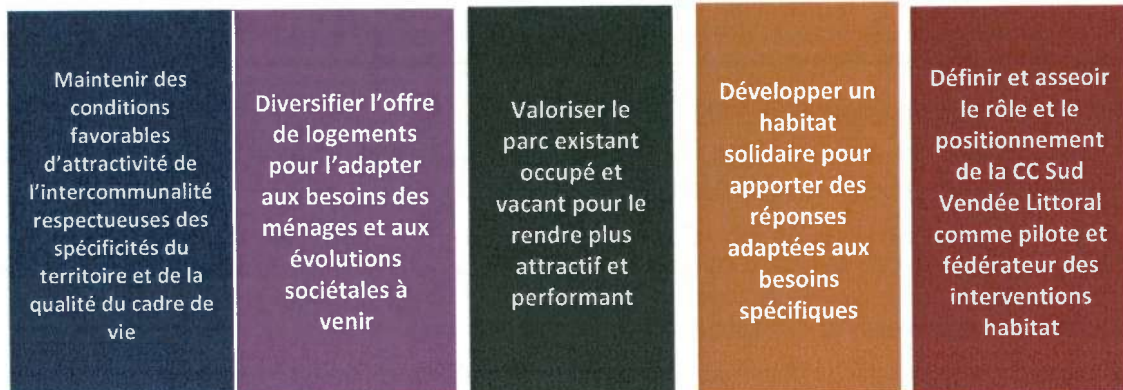 Maintenir des
conditions
favorables
d'attractivité de
l'intercommunalité
respectueuses des
spécificités du
territoire et de la
qualité du cadre de
vie
Diversifier l'offre
de logements
pour l'adapter
aux besoins des
ménages et aux
évolutions
sociétales à
venir
Valoriser le
parc existant
occupé et
vacant pour le
rendre plus
attractif et
performant
Développer un
habitat
solidaire pour
apporter des
réponses
adaptées aux
besoins
spécifiques
Définir et asseoir
le rôle et le
positionnement
de la CC Sud
Vendée Littoral
comme pilote et
fédérateur des
interventions
habitat